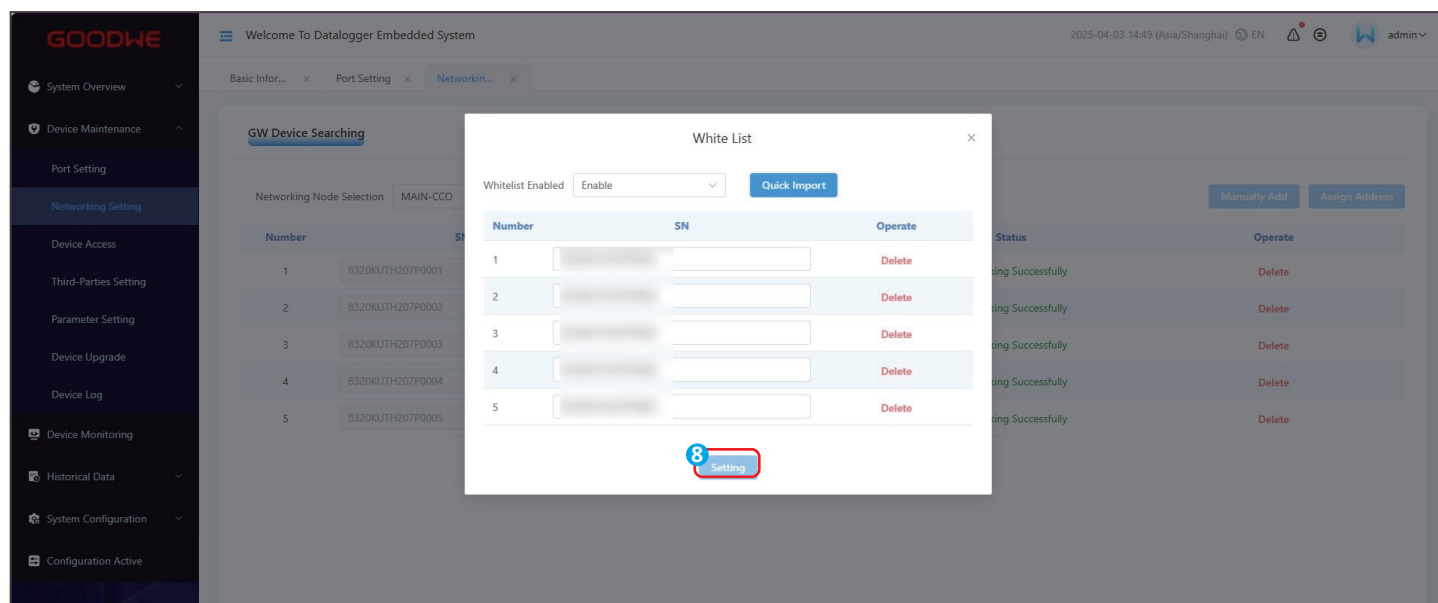 GOODWE
Welcome To Datalogger Embedded System
2025-04-03 14:49 (Asia/Shanghai) EN
admin
Basic Infor... × Port Setting × Networkin... ×
System Overview
Device Maintenance
Port Setting
Networking Setting
Device Access
Third-Parties Setting
Parameter Setting
Device Upgrade
Device Log
Device Monitoring
Historical Data
System Configuration
Configuration Active
GW Device Searching
Networking Node Selection MAIN-CCO
Manually Add Assign Address
Number Status Operate
1 8320KUTH207P0001 Successfully Delete
2 8320KUTH207P0002 Successfully Delete
3 8320KUTH207P0003 Successfully Delete
4 8320KUTH207P0004 Successfully Delete
5 8320KUTH207P0005 Successfully Delete
White List ×
Whitelist Enabled Enable Quick Import
Number SN Operate
1 Delete
2 Delete
3 Delete
4 Delete
5 Delete
8
Setting